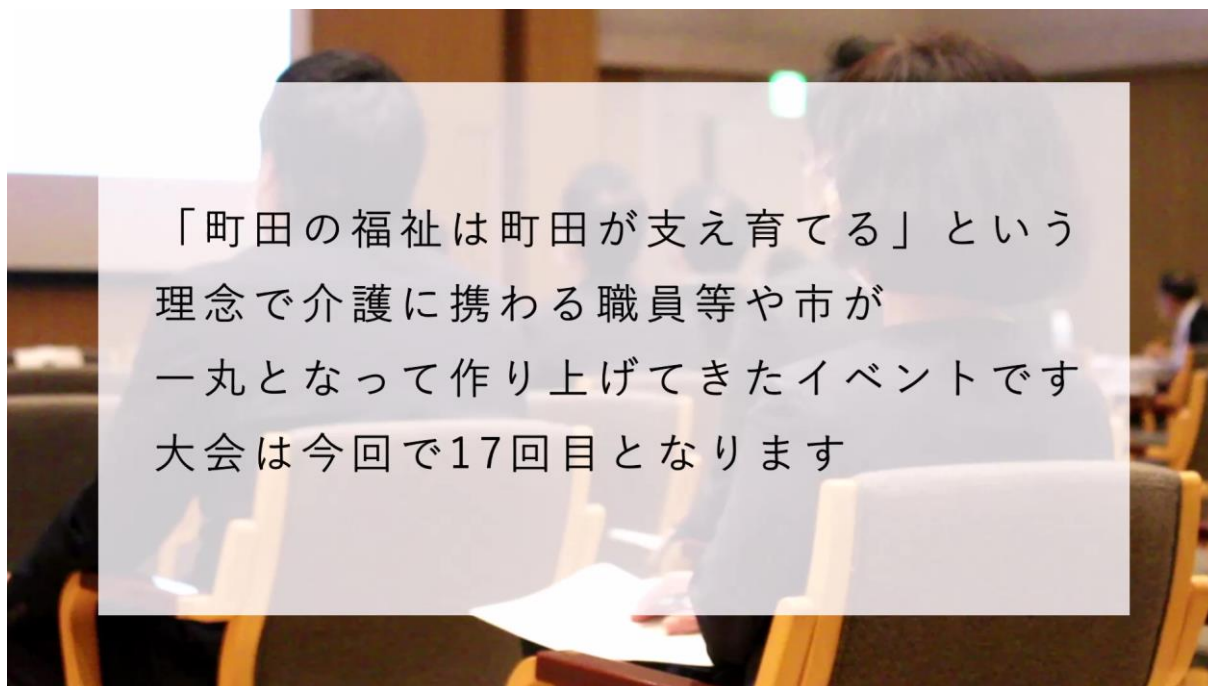 「町田の福祉は町田が支え育てる」という
理念で介護に携わる職員等や市が
一丸となって作り上げてきたイベントです
大会は今回で17回目となります